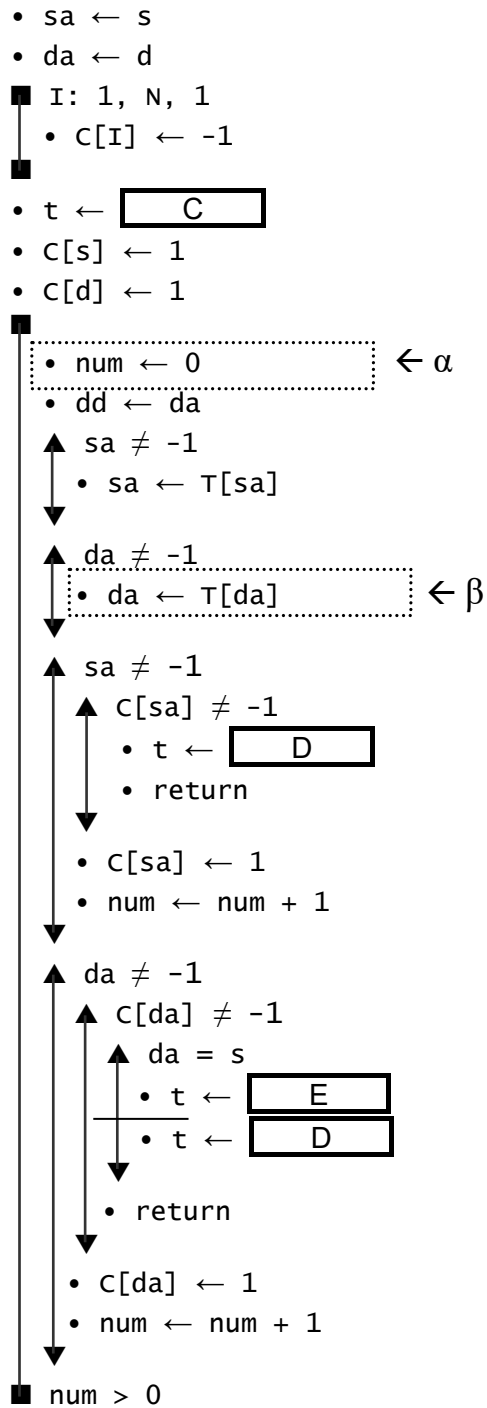 • sa ← s
• da ← d
■ I: 1, N, 1
• C[I] ← -1
• t ← C
• C[s] ← 1
• C[d] ← 1
• num ← 0 ← α
• dd ← da
sa ≠ -1
• sa ← T[sa]
da ≠ -1
• da ← T[da] ← β
sa ≠ -1
C[sa] ≠ -1
• t ← D
• return
• C[sa] ← 1
• num ← num + 1
da ≠ -1
C[da] ≠ -1
da = s
• t ← E
• t ← D
• return
• C[da] ← 1
• num ← num + 1
■ num > 0